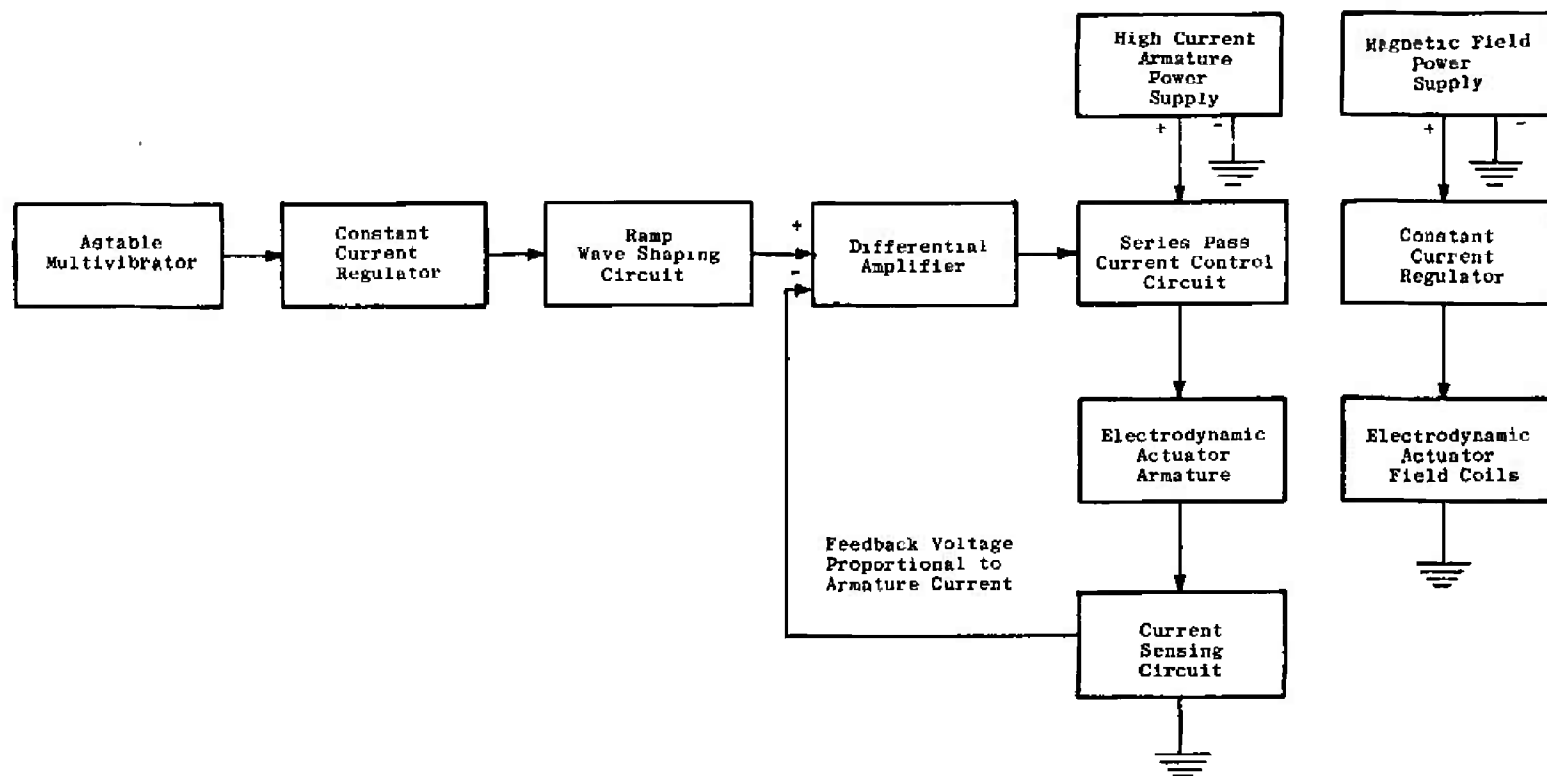 High Current
Armature
Power
Supply
Magnetic Field
Power
Supply
+
-
+
-
Astable
Multivibrator
Constant
Current
Regulator
Ramp
Wave Shaping
Circuit
+
-
Differential
Amplifier
Series Pass
Current Control
Circuit
Constant
Current
Regulator
Electrodynamic
Actuator
Armature
Electrodynamic
Actuator
Field Coils
Feedback Voltage
Proportional to
Armature Current
Current
Sensing
Circuit